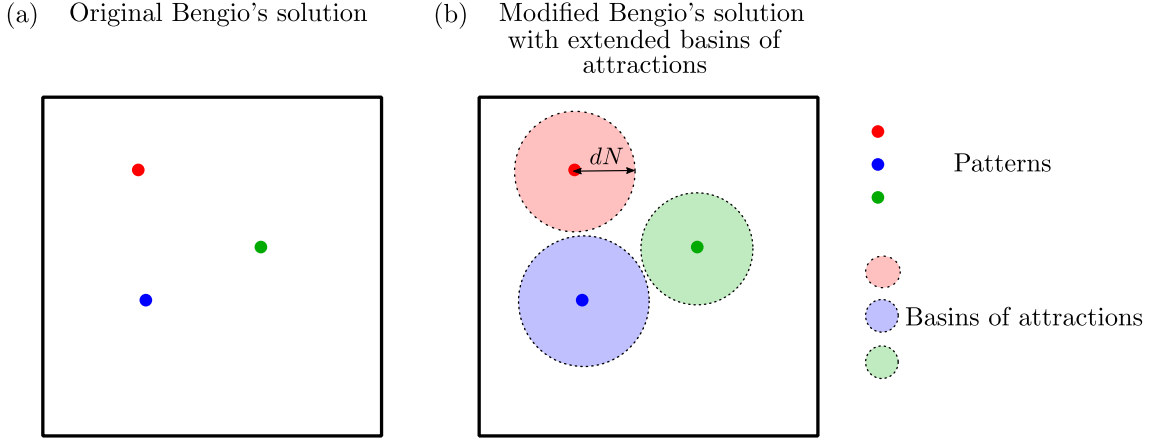 (a) Original Bengio's solution
(b) Modified Bengio's solution
with extended basins of
attractions
dN
Patterns
Basins of attractions